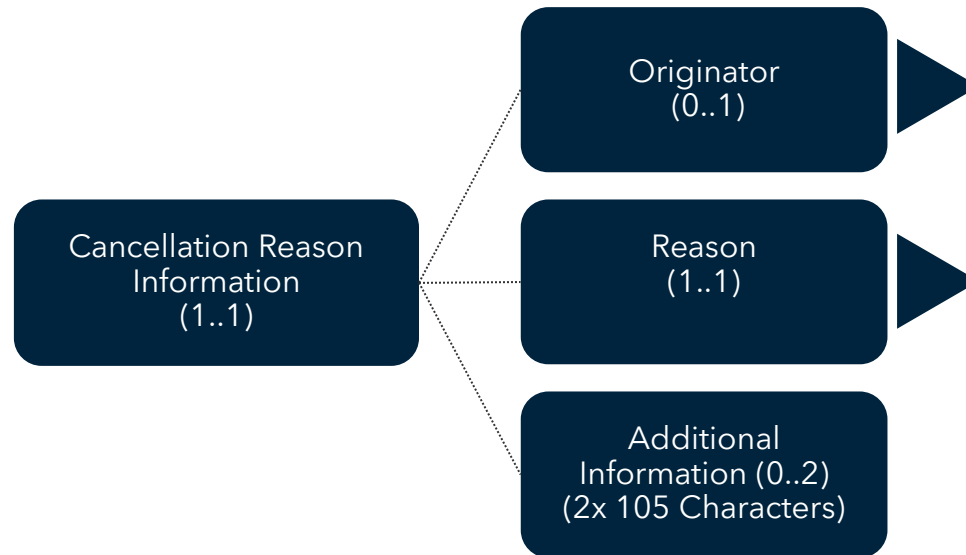 Originator
(0..1)
Cancellation Reason
Information
(1..1)
Reason
(1..1)
Additional
Information (0..2)
(2x 105 Characters)